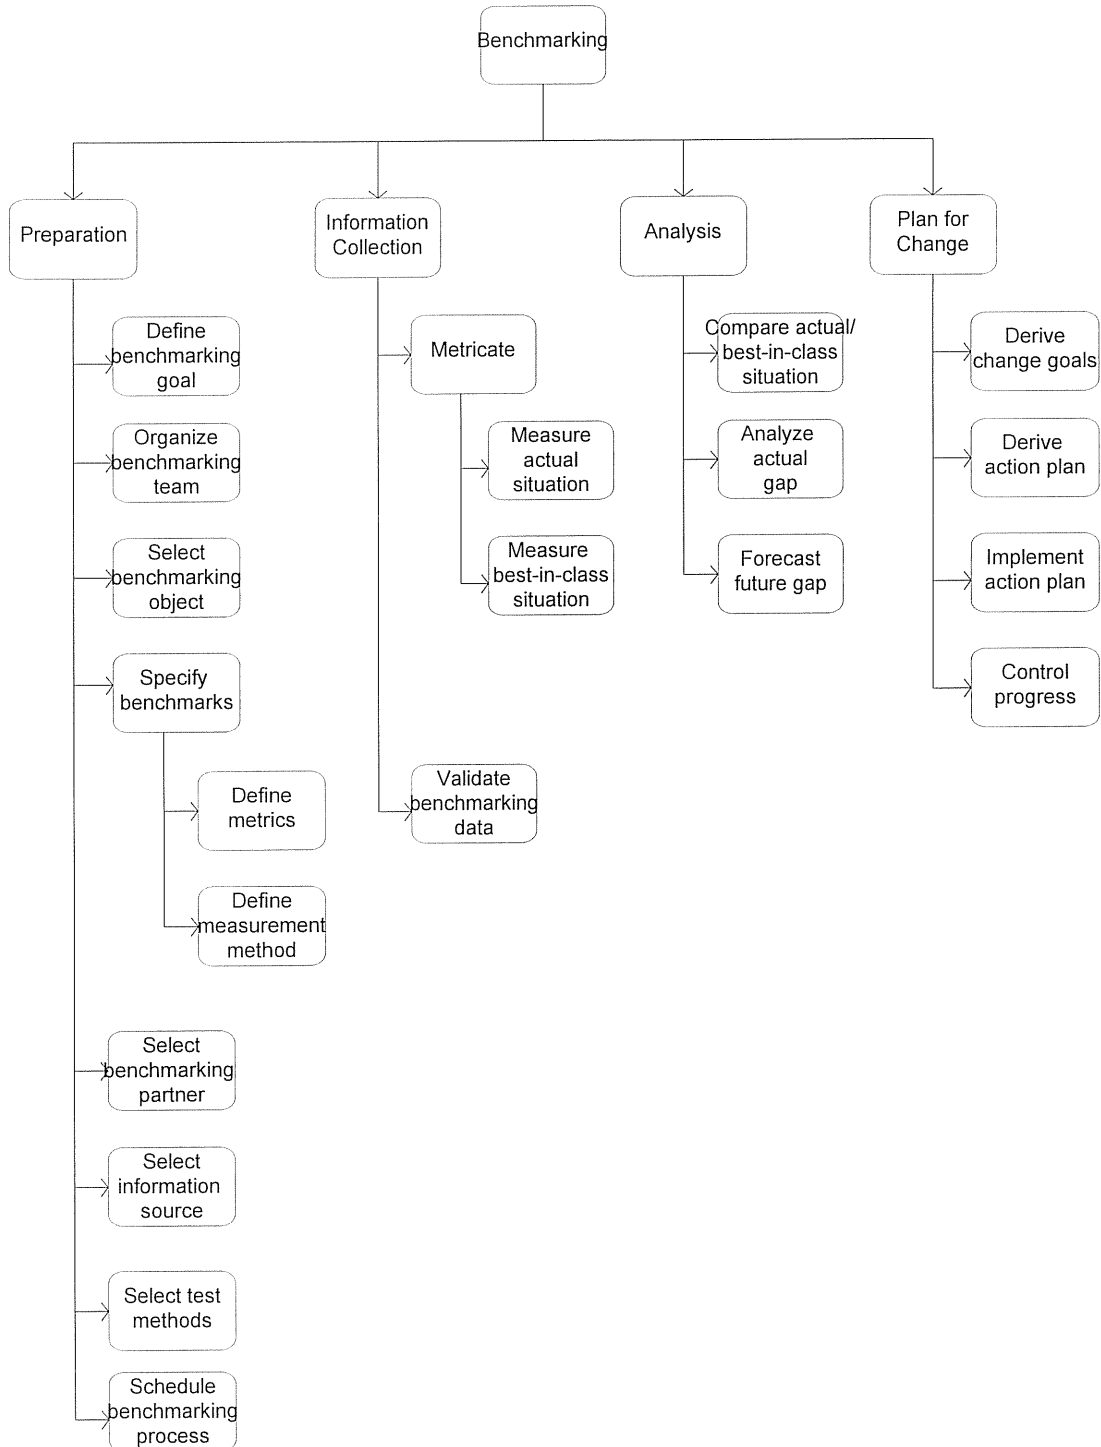 Benchmarking
Preparation
Define
benchmarking
goal
Organize
benchmarking
team
Select
benchmarking
object
Specify
benchmarks
Define
metrics
Define
measurement
method
Select
benchmarking
partner
Select
information
source
Select test
methods
Schedule
benchmarking
process
Information
Collection
Metricate
Measure
actual
situation
Measure
best-in-class
situation
Validate
benchmarking
data
Analysis
Compare actual/
best-in-class
situation
Analyze
actual
gap
Forecast
future gap
Plan for
Change
Derive
change goals
Derive
action plan
Implement
action plan
Control
progress